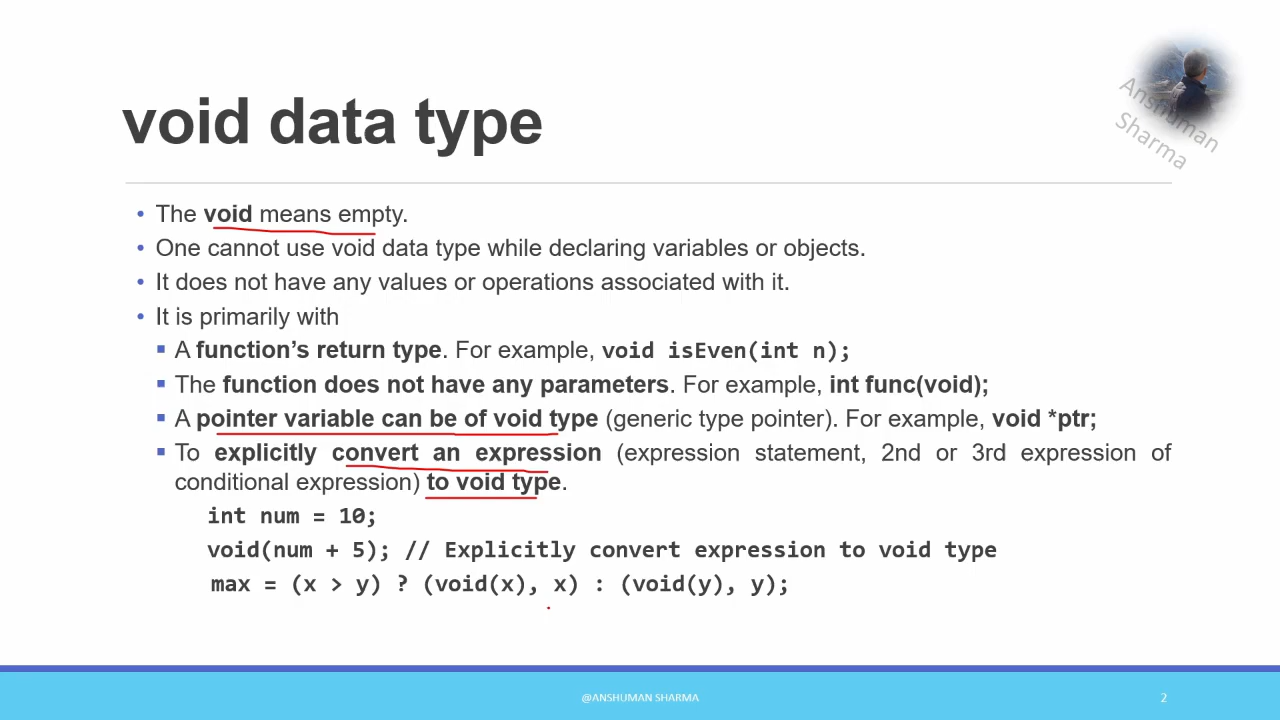 Anshuman
Sharma
void data type
• The void means empty.
• One cannot use void data type while declaring variables or objects.
• It does not have any values or operations associated with it.
• It is primarily with
▪ A function’s return type. For example, void isEven(int n);
▪ The function does not have any parameters. For example, int func(void);
▪ A pointer variable can be of void type (generic type pointer). For example, void *ptr;
▪ To explicitly convert an expression (expression statement, 2nd or 3rd expression of
conditional expression) to void type.
int num = 10;
void(num + 5); // Explicitly convert expression to void type
max = (x > y) ? (void(x), x) : (void(y), y);
@ANSHUMAN SHARMA
2